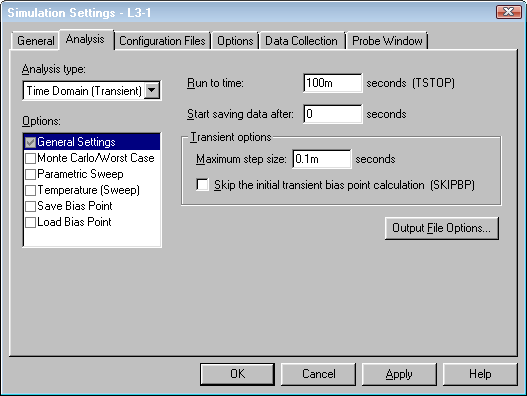 Simulation Settings - L3-1
General Analysis Configuration Files Options Data Collection Probe Window
Analysis type:
Time Domain (Transient)
Options:
General Settings
Monte Carlo/Worst Case
Parametric Sweep
Temperature (Sweep)
Save Bias Point
Load Bias Point
Run to time: 100m seconds (TSTOP)
Start saving data after: 0 seconds
Transient options
Maximum step size: 0.1m seconds
Skip the initial transient bias point calculation (SKIPBP)
Output File Options...
OK Cancel Apply Help